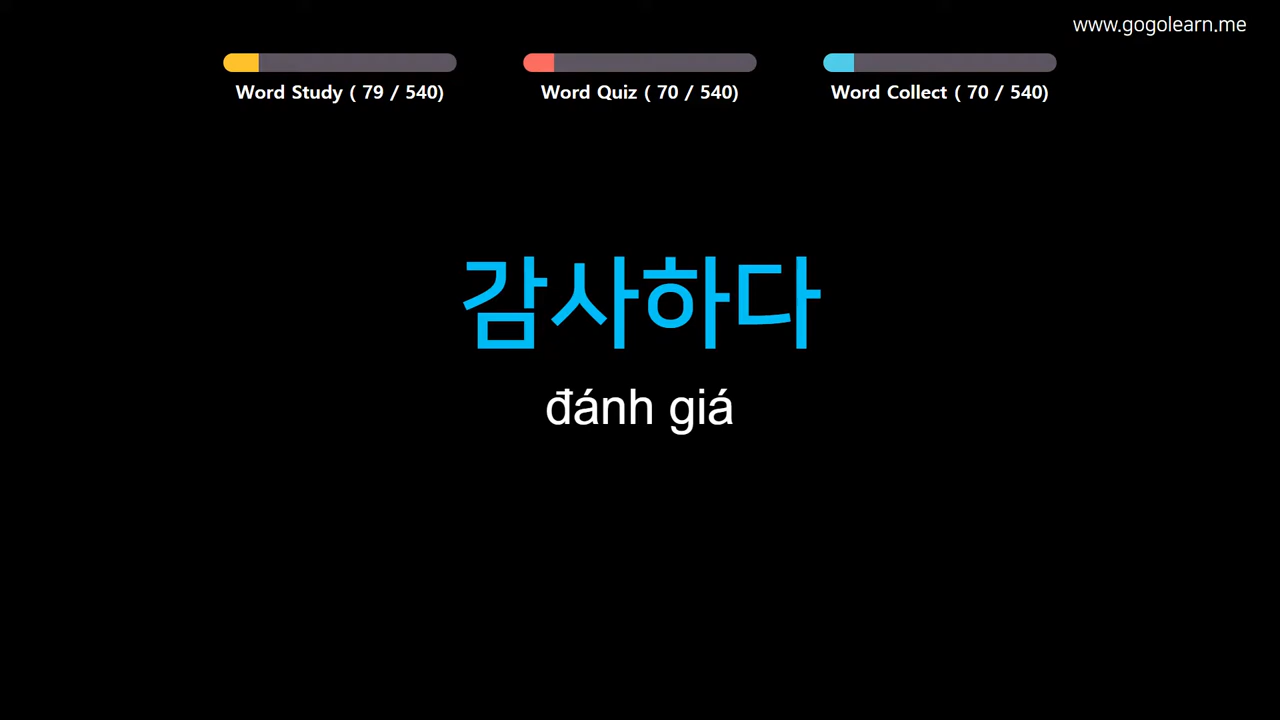 www.gogolearn.me
Word Study ( 79 / 540)
Word Quiz ( 70 / 540)
Word Collect ( 70 / 540)
감사하다
đánh giá